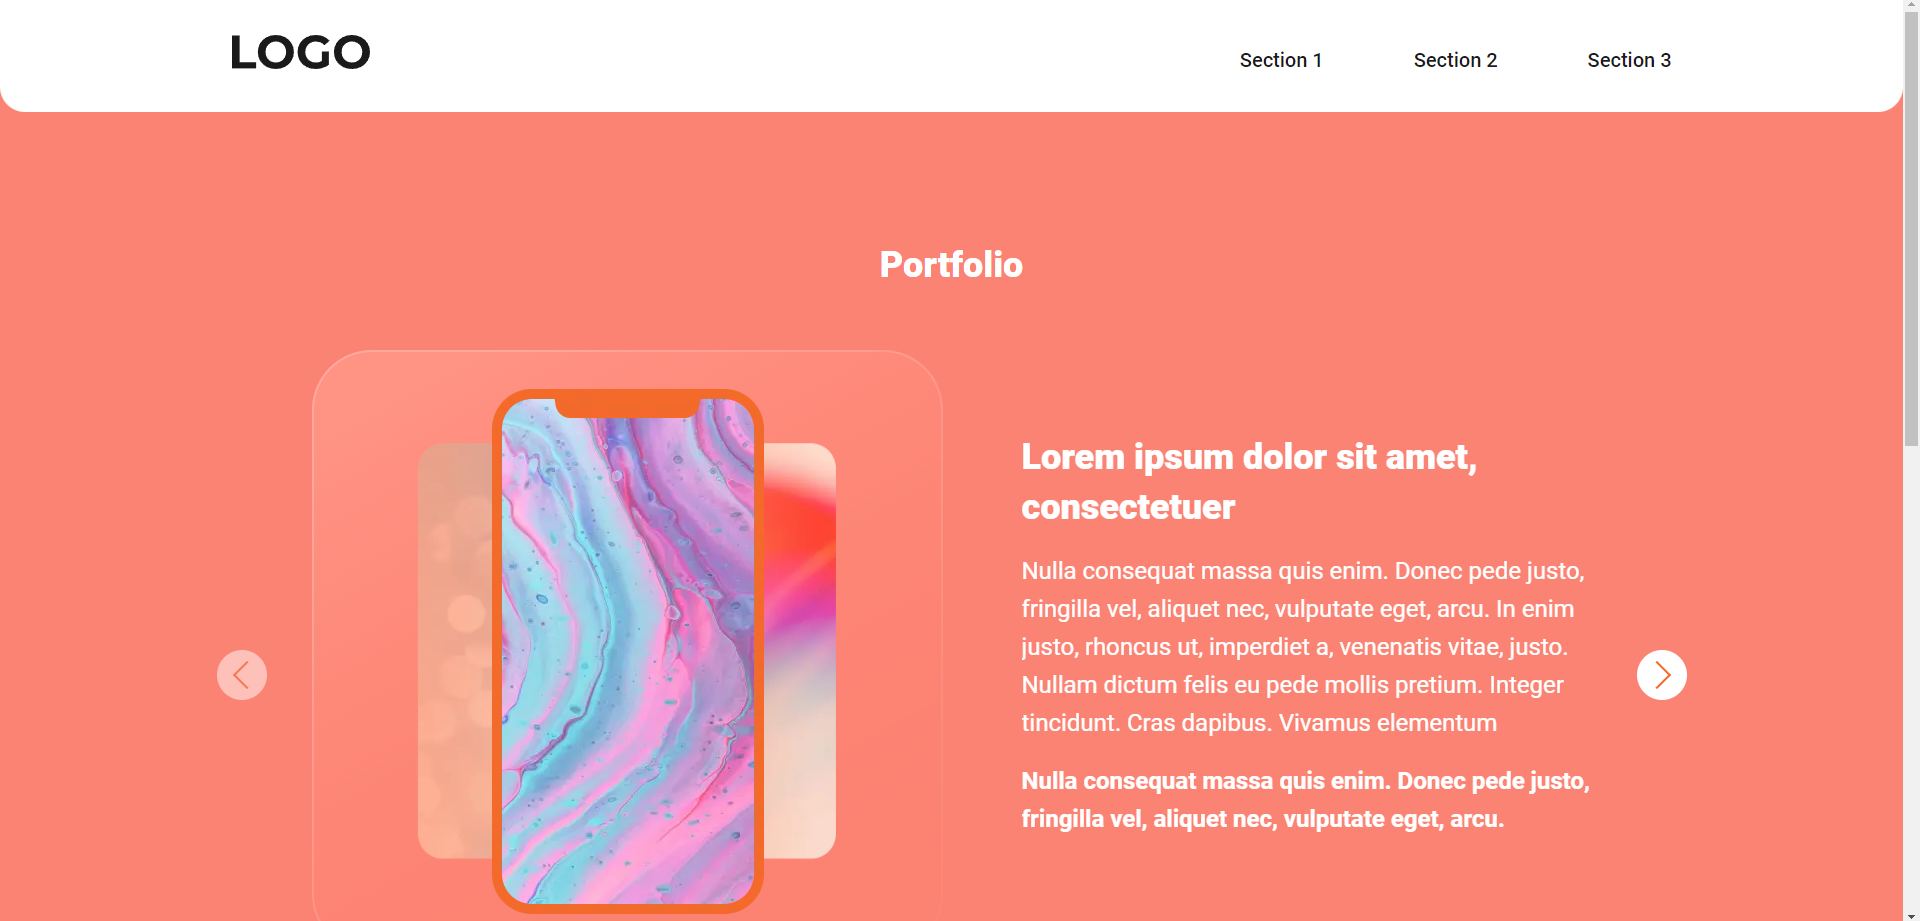 LOGO
Section 1
Section 2
Section 3
Portfolio
Lorem ipsum dolor sit amet,
consectetuer
Nulla consequat massa quis enim. Donec pede justo,
fringilla vel, aliquet nec, vulputate eget, arcu. In enim
justo, rhoncus ut, imperdiet a, venenatis vitae, justo.
Nullam dictum felis eu pede mollis pretium. Integer
tincidunt. Cras dapibus. Vivamus elementum
Nulla consequat massa quis enim. Donec pede justo,
fringilla vel, aliquet nec, vulputate eget, arcu.